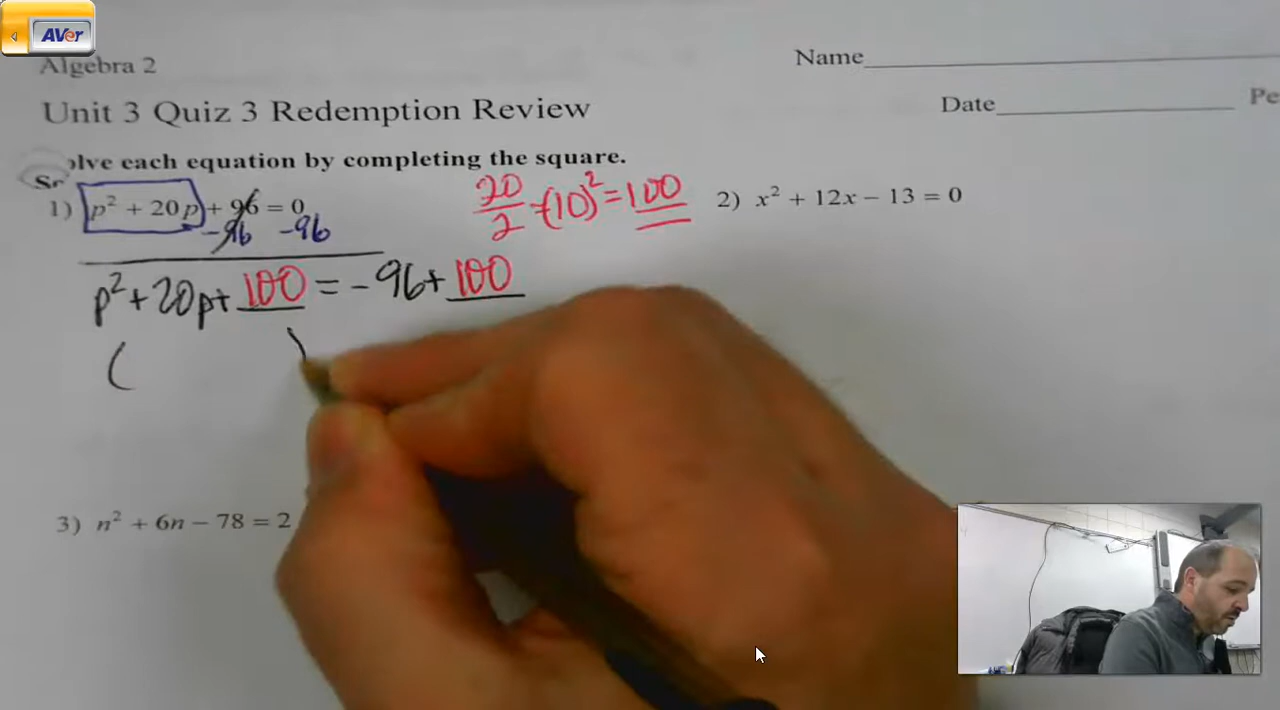 AVer
Algebra 2
Name
Unit 3 Quiz 3 Redemption Review
Date
Pe
olve each equation by completing the square.
1) p² + 20p + 96 = 0
-96 -96
20/2 = (10)² = 100
2) x² + 12x − 13 = 0
p² + 20p + 100 = -96 + 100
( )
3) n² + 6n − 78 = 2